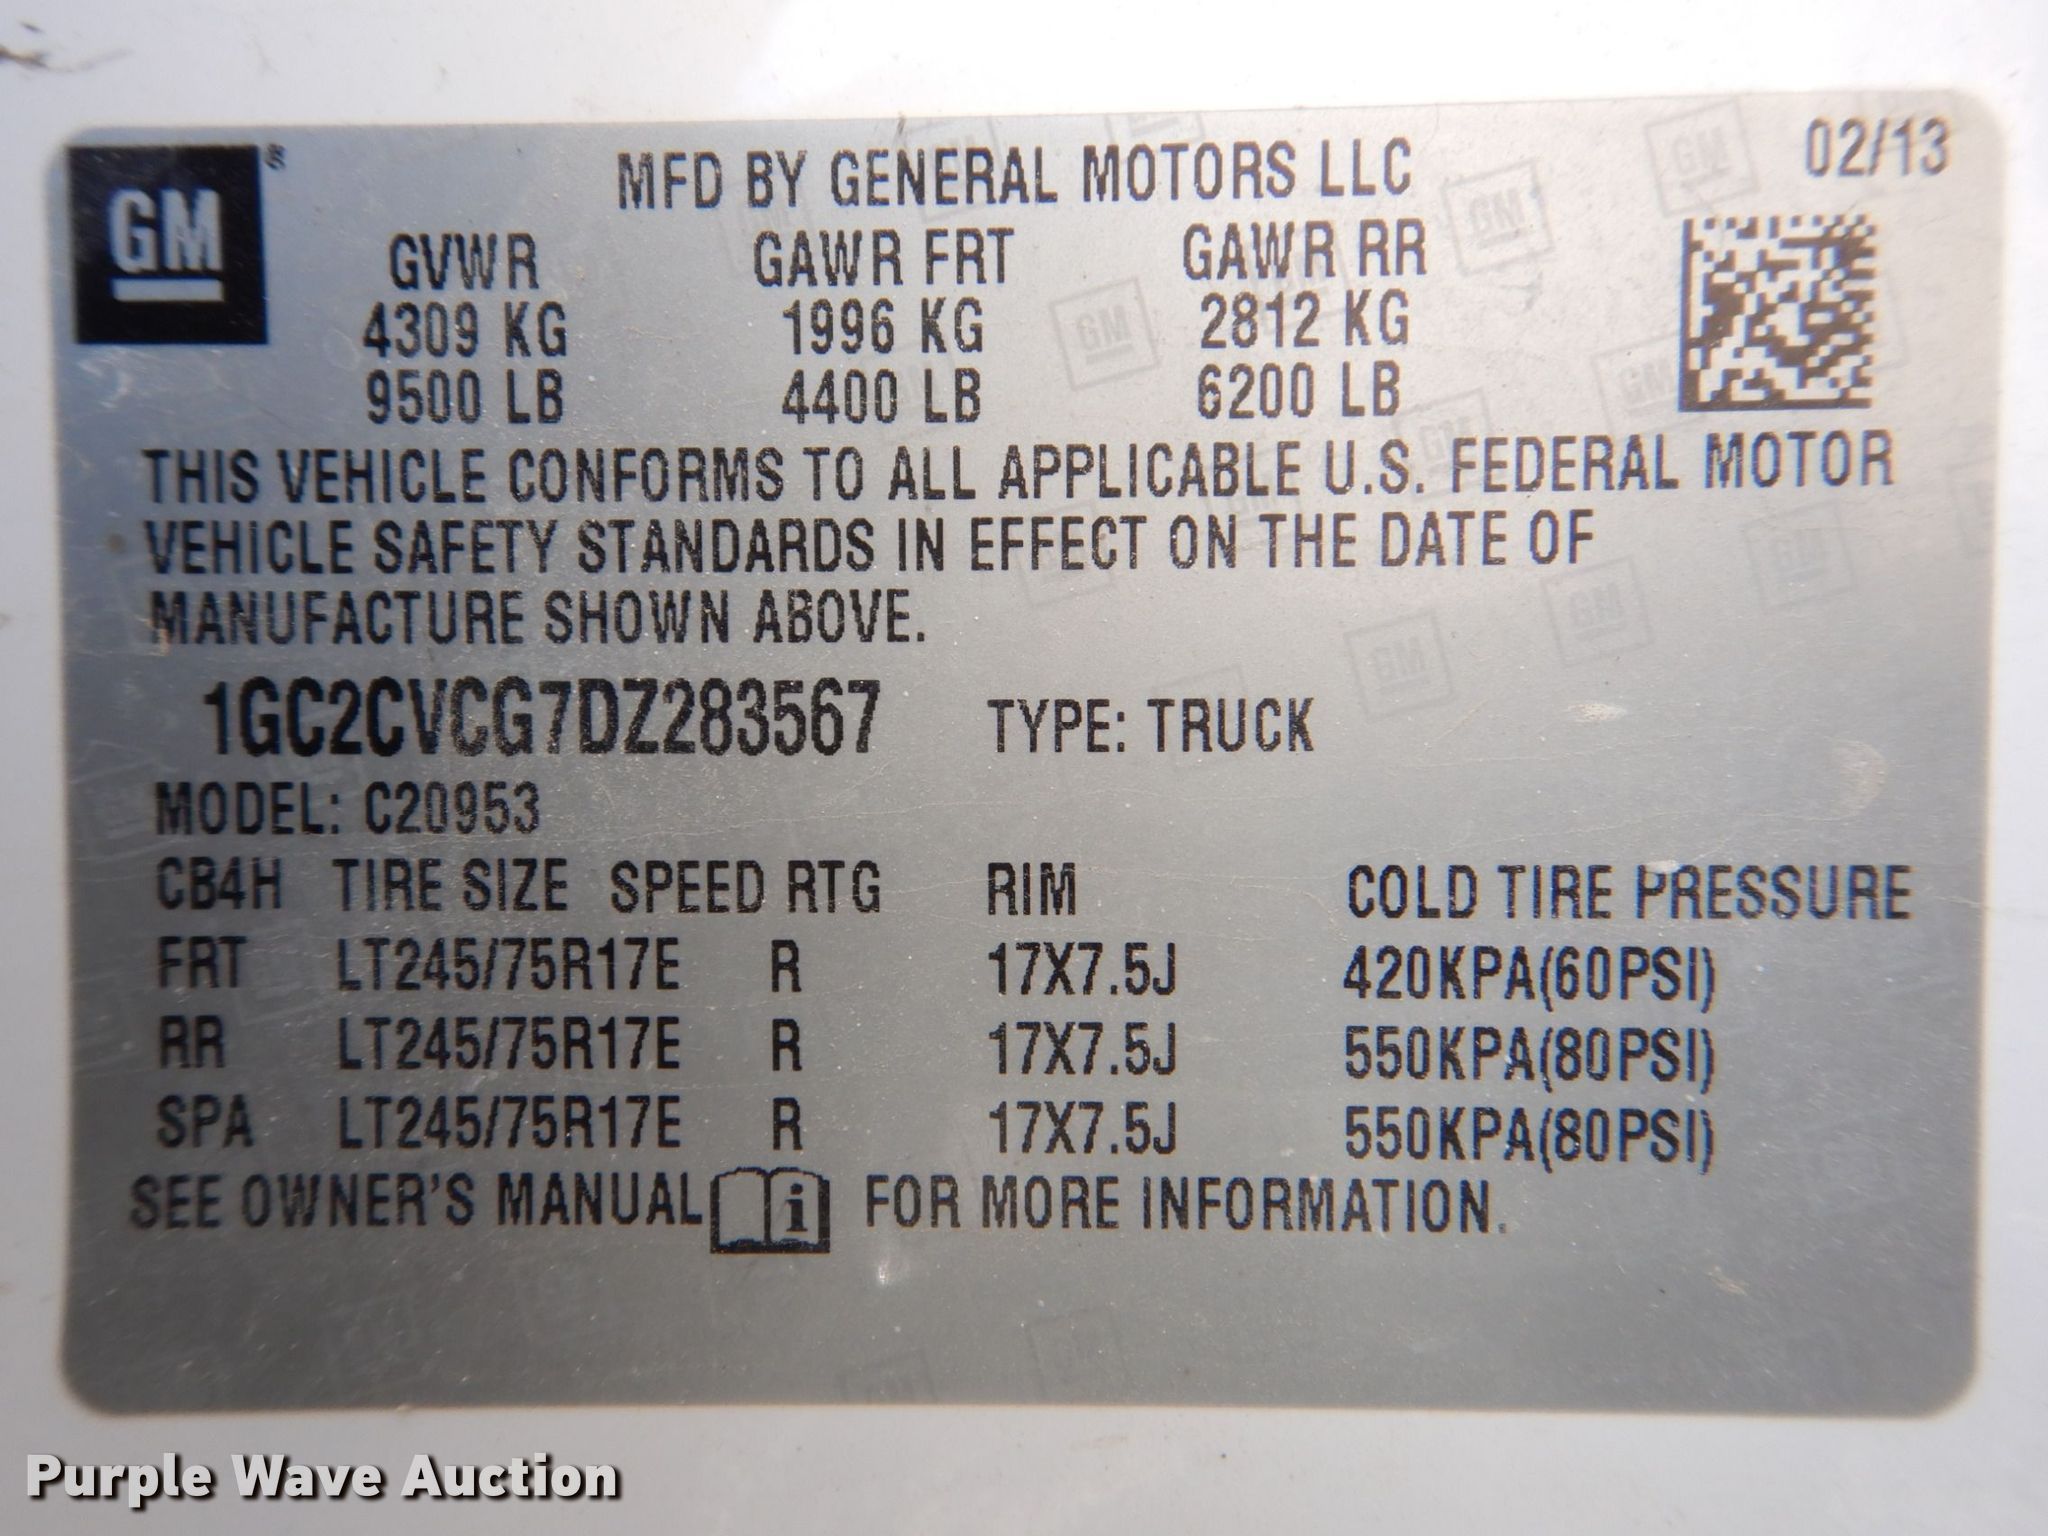 GM®
MFD BY GENERAL MOTORS LLC 02/13
GVWR GAWR FRT GAWR RR
4309 KG 1996 KG 2812 KG
9500 LB 4400 LB 6200 LB
THIS VEHICLE CONFORMS TO ALL APPLICABLE U.S. FEDERAL MOTOR
VEHICLE SAFETY STANDARDS IN EFFECT ON THE DATE OF
MANUFACTURE SHOWN ABOVE.
1GC2CVCG7DZ283567 TYPE: TRUCK
MODEL: C20953
CB4H TIRE SIZE SPEED RTG RIM COLD TIRE PRESSURE
FRT LT245/75R17E R 17X7.5J 420KPA(60PSI)
RR LT245/75R17E R 17X7.5J 550KPA(80PSI)
SPA LT245/75R17E R 17X7.5J 550KPA(80PSI)
SEE OWNER'S MANUAL i FOR MORE INFORMATION.
Purple Wave Auction